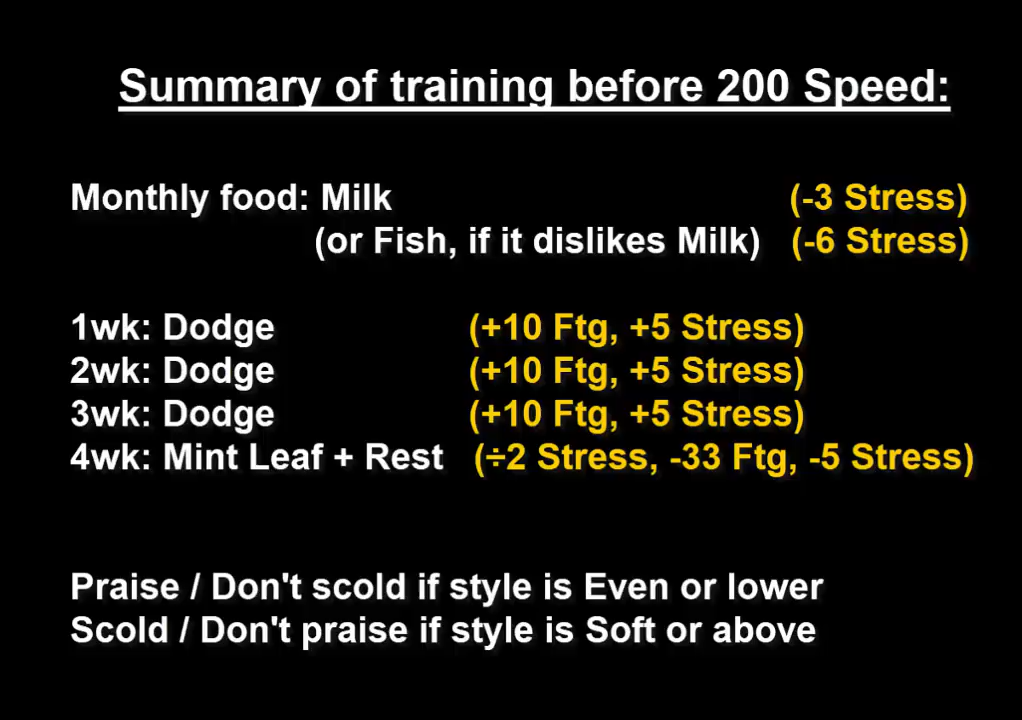 Summary of training before 200 Speed:
Monthly food: Milk (-3 Stress)
(or Fish, if it dislikes Milk) (-6 Stress)
1wk: Dodge (+10 Ftg, +5 Stress)
2wk: Dodge (+10 Ftg, +5 Stress)
3wk: Dodge (+10 Ftg, +5 Stress)
4wk: Mint Leaf + Rest (÷2 Stress, -33 Ftg, -5 Stress)
Praise / Don't scold if style is Even or lower
Scold / Don't praise if style is Soft or above